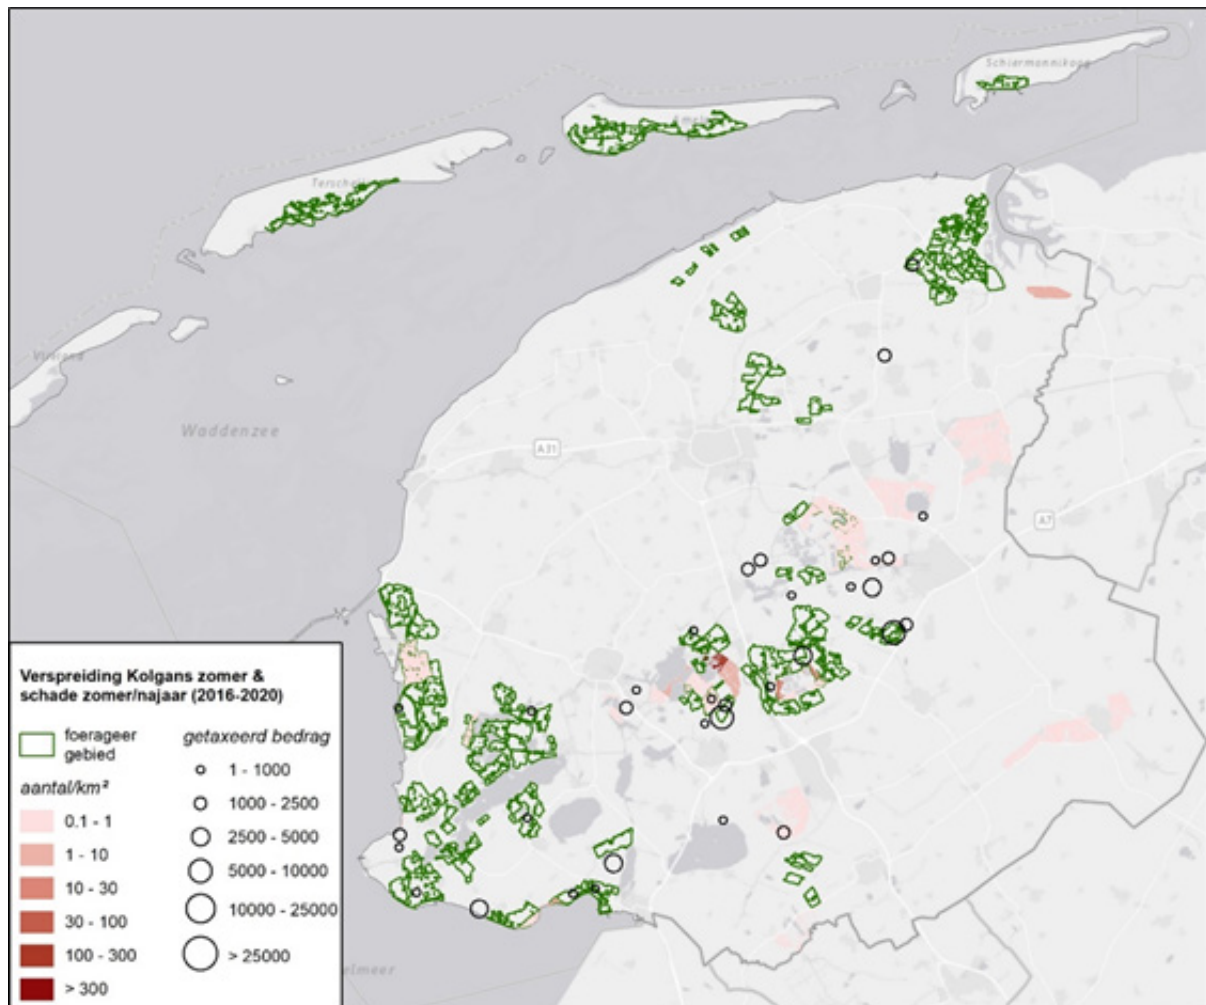 Schiermonnikoog
Terschell
Vlieland
Waddenzee
A31
A7
Verspreiding Kolgans zomer &
schade zomer/najaar (2016-2020)
foerageer
gebied
aantal/km²
0.1 - 1
1 - 10
10 - 30
30 - 100
100 - 300
> 300
getaxeerd bedrag
1 - 1000
1000 - 2500
2500 - 5000
5000 - 10000
10000 - 25000
> 25000
elmeer